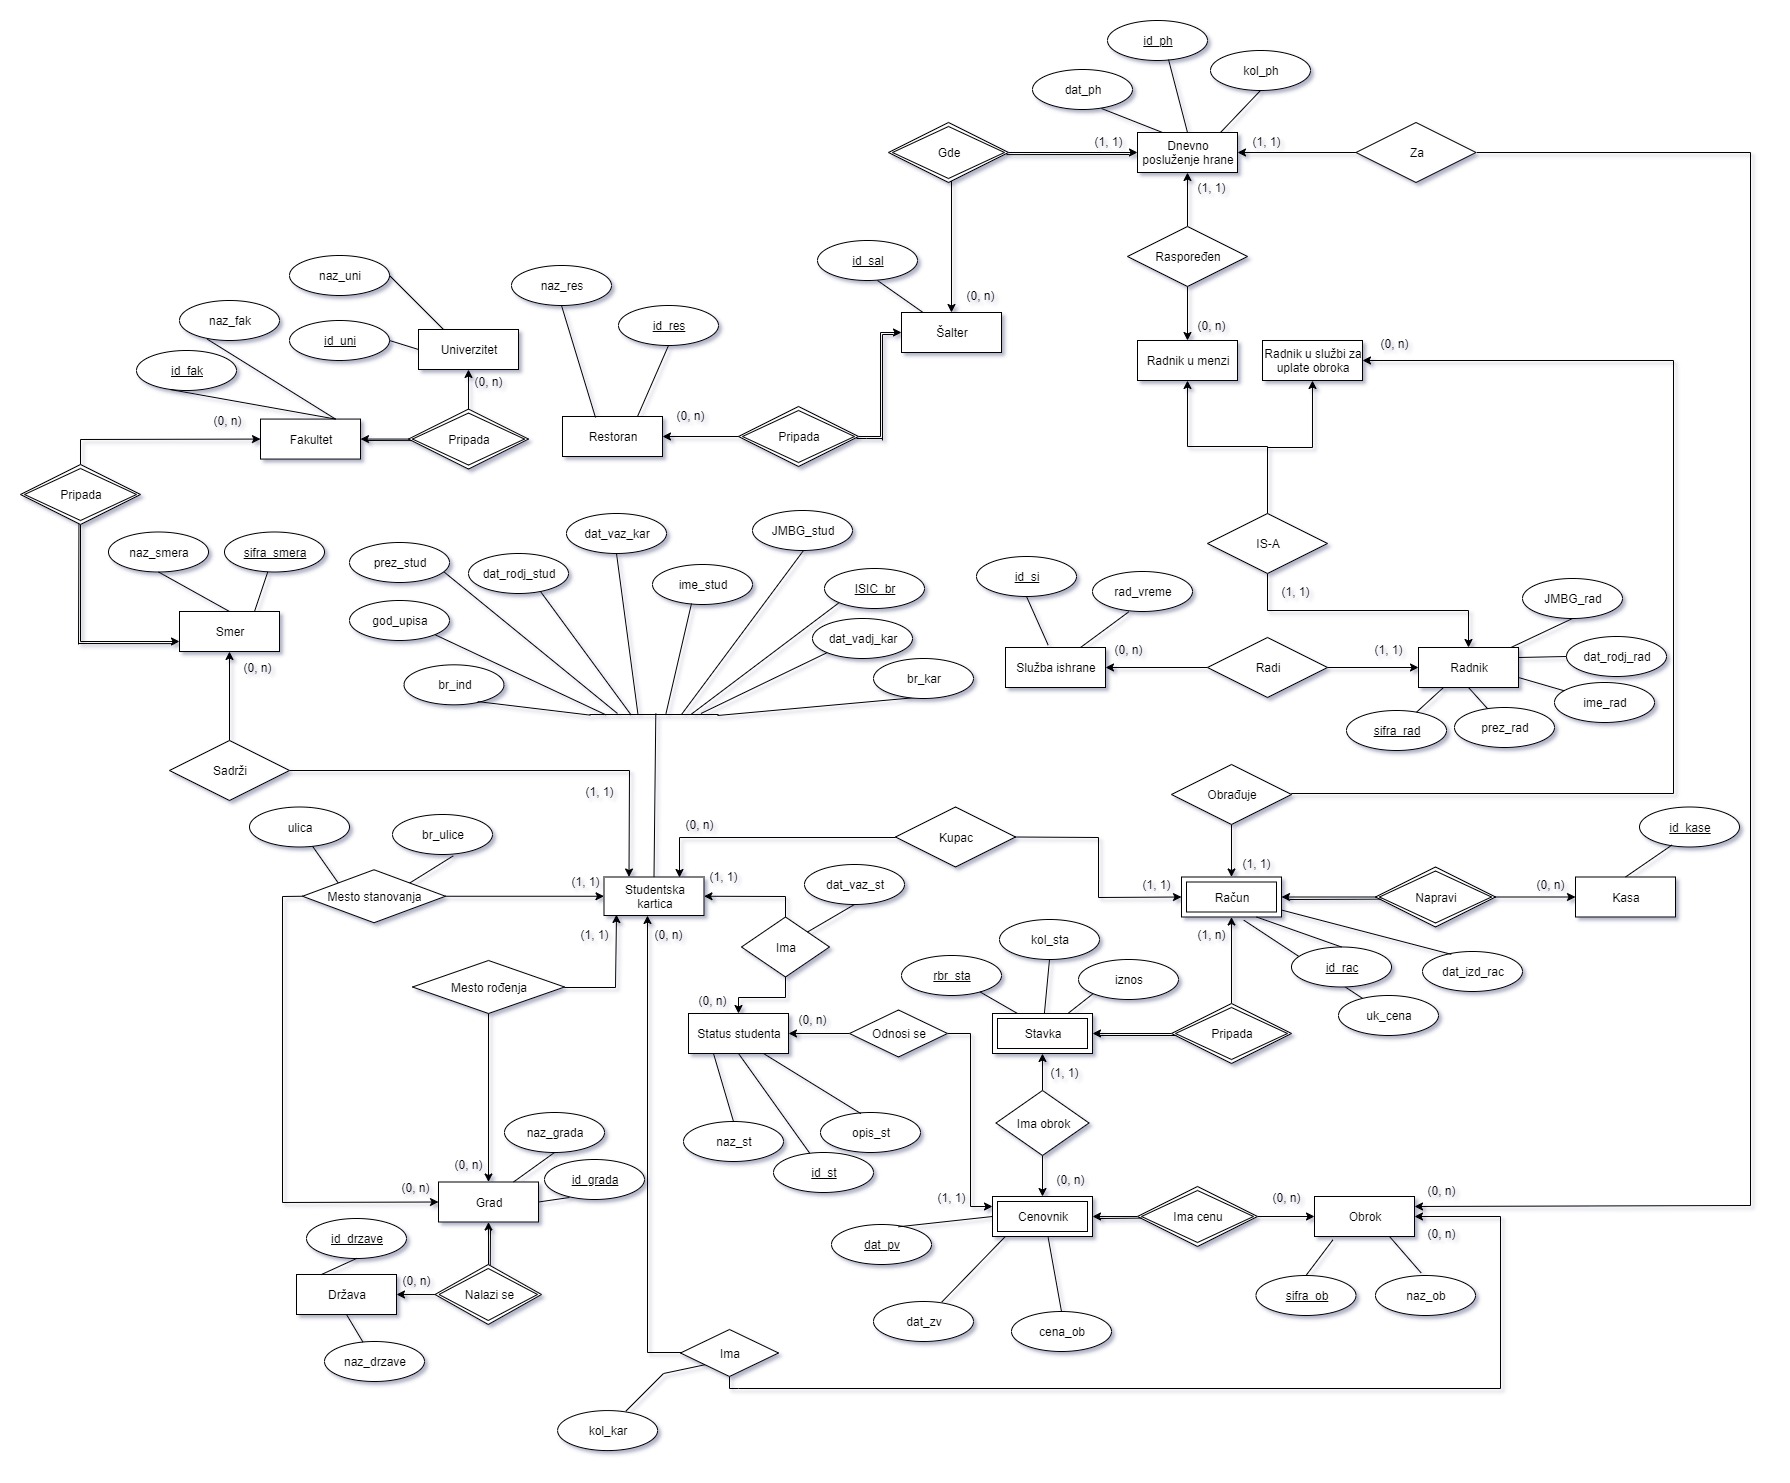 id_ph
kol_ph
dat_ph
Gde
(1, 1)
Dnevno
posluženje hrane
(1, 1)
Za
(1, 1)
Raspoređen
id_sal
naz_uni
naz_res
(0, n)
naz_fak
id_res
(0, n)
id_uni
Univerzitet
Šalter
Radnik u menzi
Radnik u službi za
uplate obroka
(0, n)
id_fak
(0, n)
(0, n)
(0, n)
Fakultet
Pripada
Restoran
Pripada
Pripada
dat_vaz_kar
JMBG_stud
IS-A
naz_smera
sifra_smera
prez_stud
dat_rodj_stud
ime_stud
ISIC_br
id_si
rad_vreme
(1, 1)
JMBG_rad
god_upisa
Smer
dat_vadj_kar
(0, n)
(1, 1)
dat_rodj_rad
(0, n)
br_ind
br_kar
Služba ishrane
Radi
Radnik
ime_rad
sifra_rad
prez_rad
Sadrži
(1, 1)
Obrađuje
ulica
br_ulice
(0, n)
Kupac
id_kase
(1, 1)
Mesto stanovanja
(1, 1)
Studentska
kartica
(1, 1)
dat_vaz_st
(1, 1)
Račun
Napravi
(0, n)
Kasa
(1, 1)
(0, n)
Ima
kol_sta
(1, n)
rbr_sta
iznos
id_rac
dat_izd_rac
Mesto rođenja
(0, n)
(0, n)
uk_cena
Status studenta
Odnosi se
Stavka
Pripada
(1, 1)
naz_grada
naz_st
opis_st
Ima obrok
(0, n)
id_st
id_grada
(0, n)
(0, n)
(1, 1)
(0, n)
(0, n)
Grad
Cenovnik
Ima cenu
Obrok
id_drzave
dat_pv
(0, n)
(0, n)
Država
Nalazi se
sifra_ob
naz_ob
dat_zv
cena_ob
naz_drzave
Ima
kol_kar